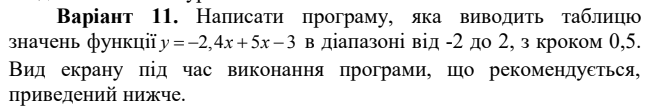 Варіант 11. Написати програму, яка виводить таблицю
значень функції y = −2,4x + 5x − 3 в діапазоні від -2 до 2, з кроком 0,5.
Вид екрану під час виконання програми, що рекомендується,
приведений нижче.